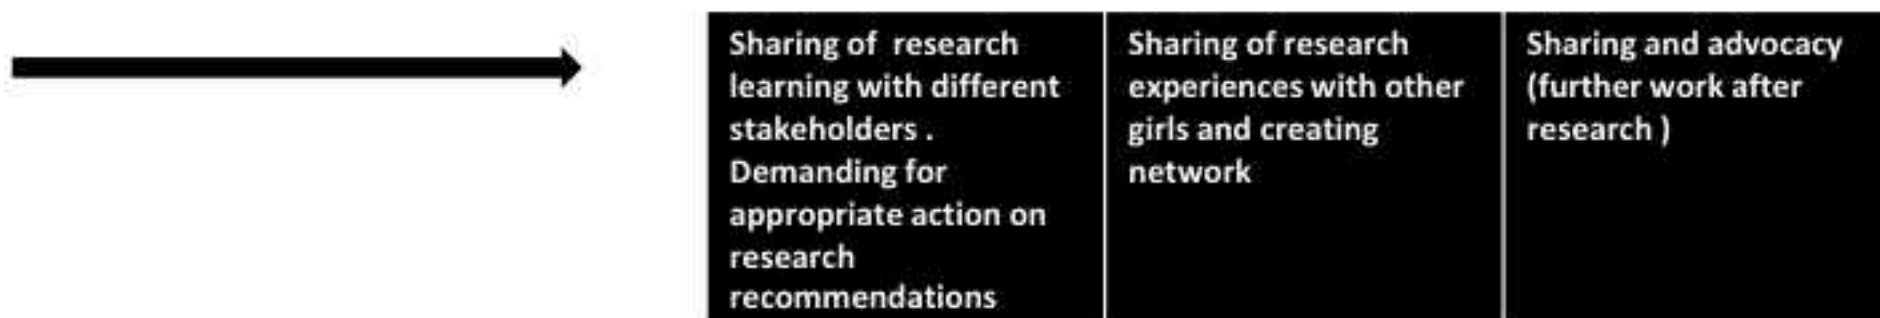 Sharing of  research
learning with different
stakeholders .
Demanding for
appropriate action on
research
recommendations
Sharing of research
experiences with other
girls and creating
network
Sharing and advocacy
(further work after
research )